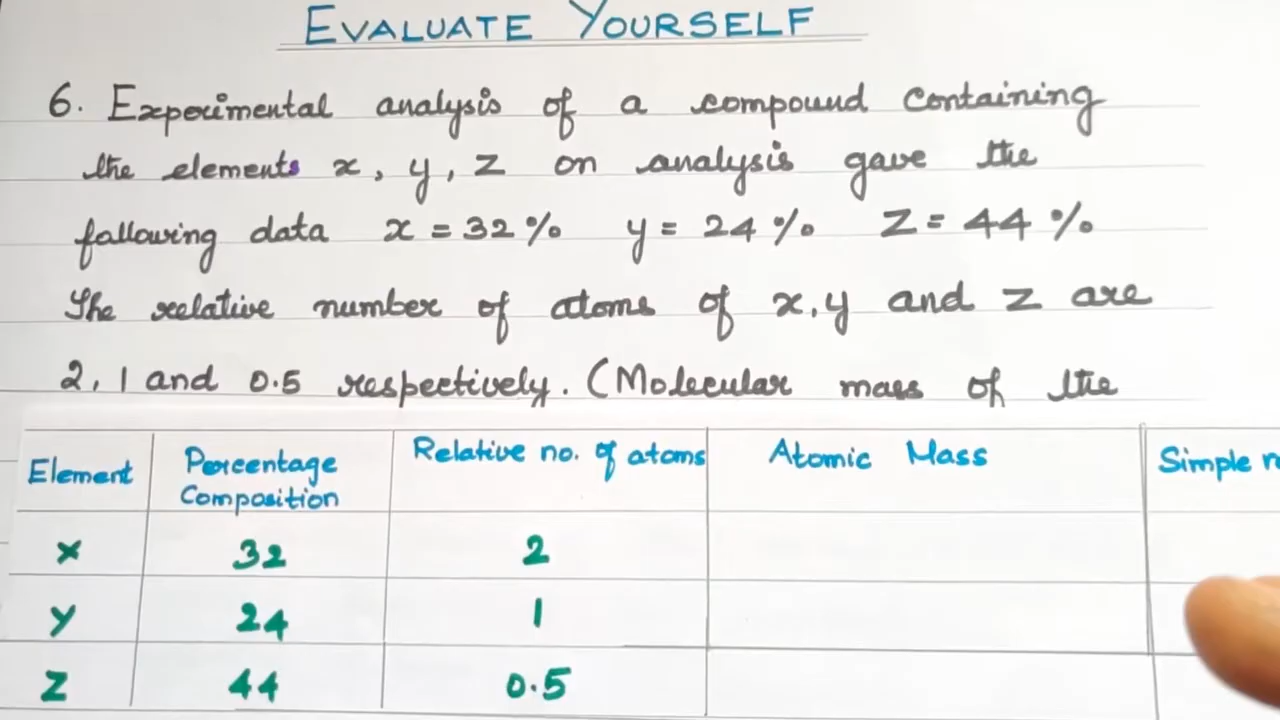 EVALUATE YOURSELF
6. Experimental analysis of a compound containing
the elements x, y, z on analysis gave the
following data x = 32 % y = 24 % z = 44 %
The relative number of atoms of x, y and z are
2, 1 and 0.5 respectively. (Molecular mass of the
Element Percentage Composition Relative no. of atoms Atomic Mass Simple
X 32 2
Y 24 1
Z 44 0.5